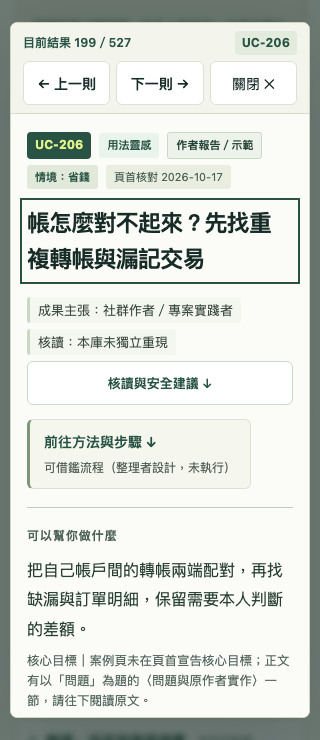 目前結果 199 / 527
UC-206
← 上一則
下一則 →
關閉 ×
UC-206
用法靈感
作者報告 / 示範
情境：省錢
頁首核對 2026-10-17
帳怎麼對不起來？先找重
複轉帳與漏記交易
成果主張：社群作者 / 專案實踐者
核讀：本庫未獨立重現
核讀與安全建議 ↓
前往方法與步驟 ↓
可借鑑流程（整理者設計，未執行）
可以幫你做什麼
把自己帳戶間的轉帳兩端配對，再找
缺漏與訂單明細，保留需要本人判斷
的差額。
核心目標｜案例頁未在頁首宣告核心目標；正文
有以「問題」為題的〈問題與原作者實作〉一
節，請往下閱讀原文。